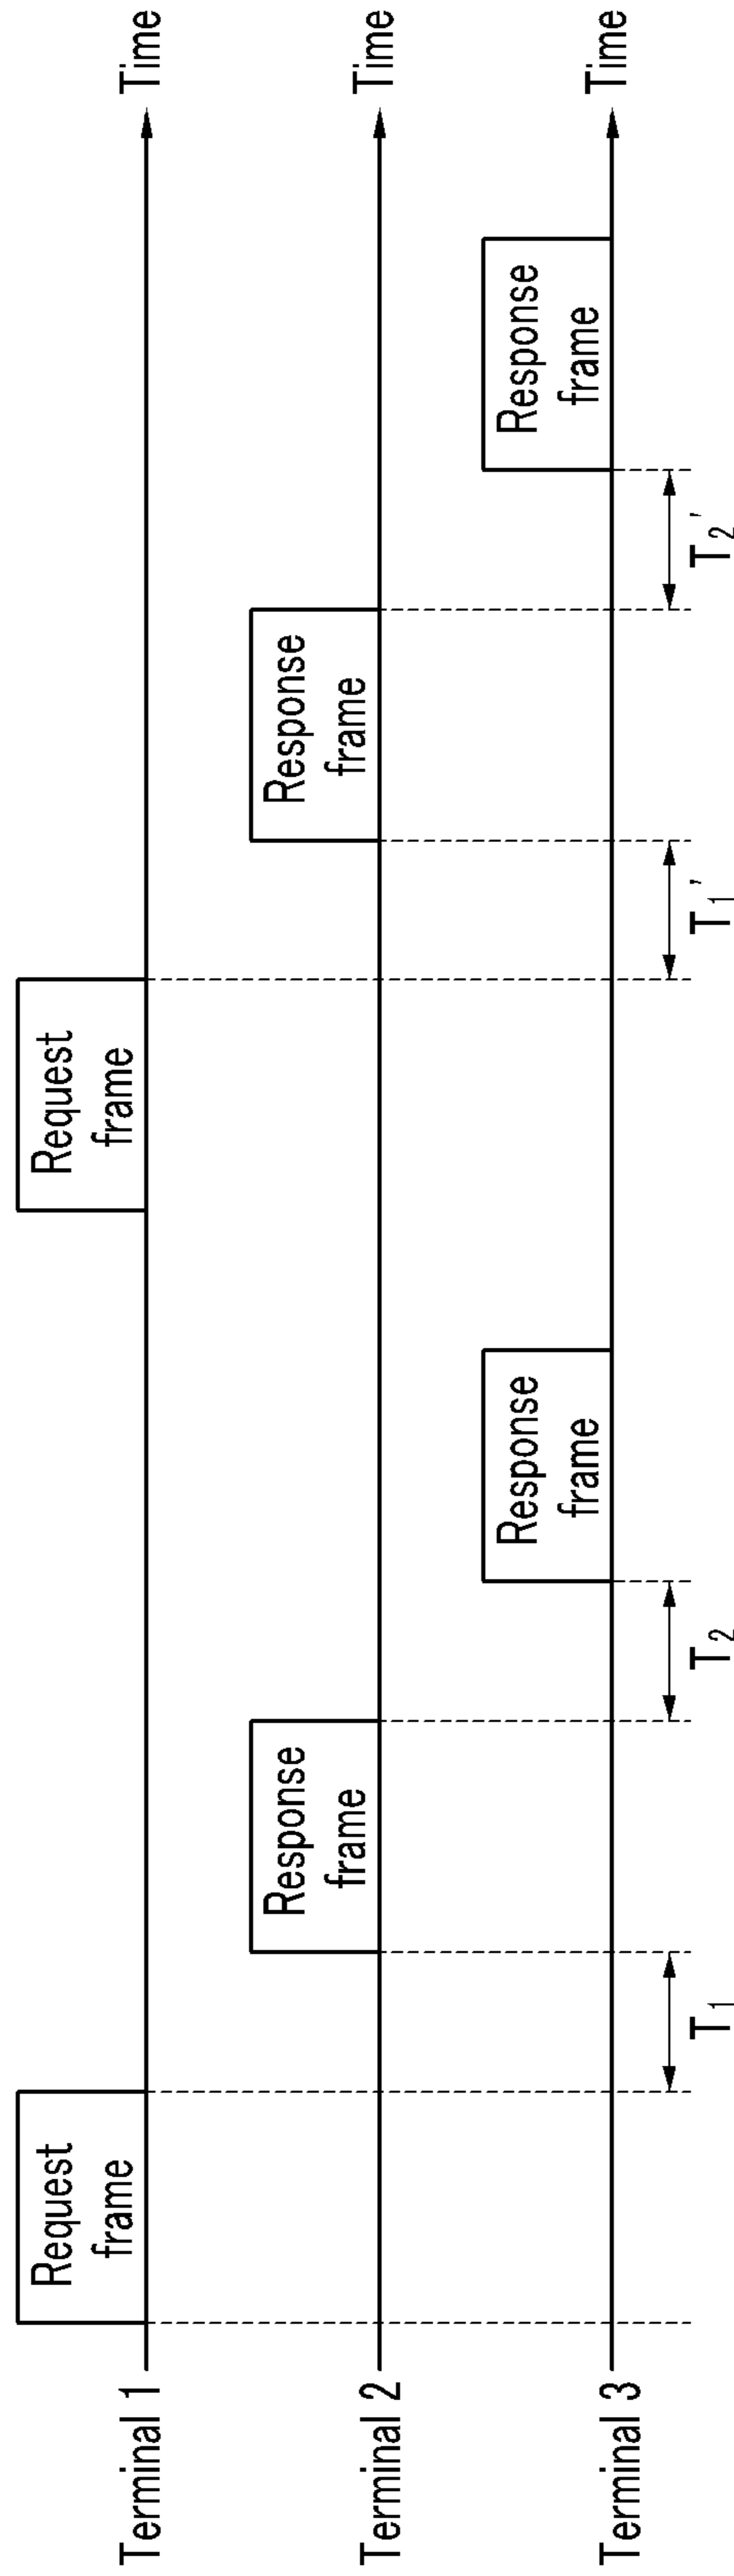 Terminal 1
Request
frame
Request
frame
Time
Terminal 2
Response
frame
Response
frame
Time
Terminal 3
Response
frame
Response
frame
Time
T1
T2
T1'
T2'